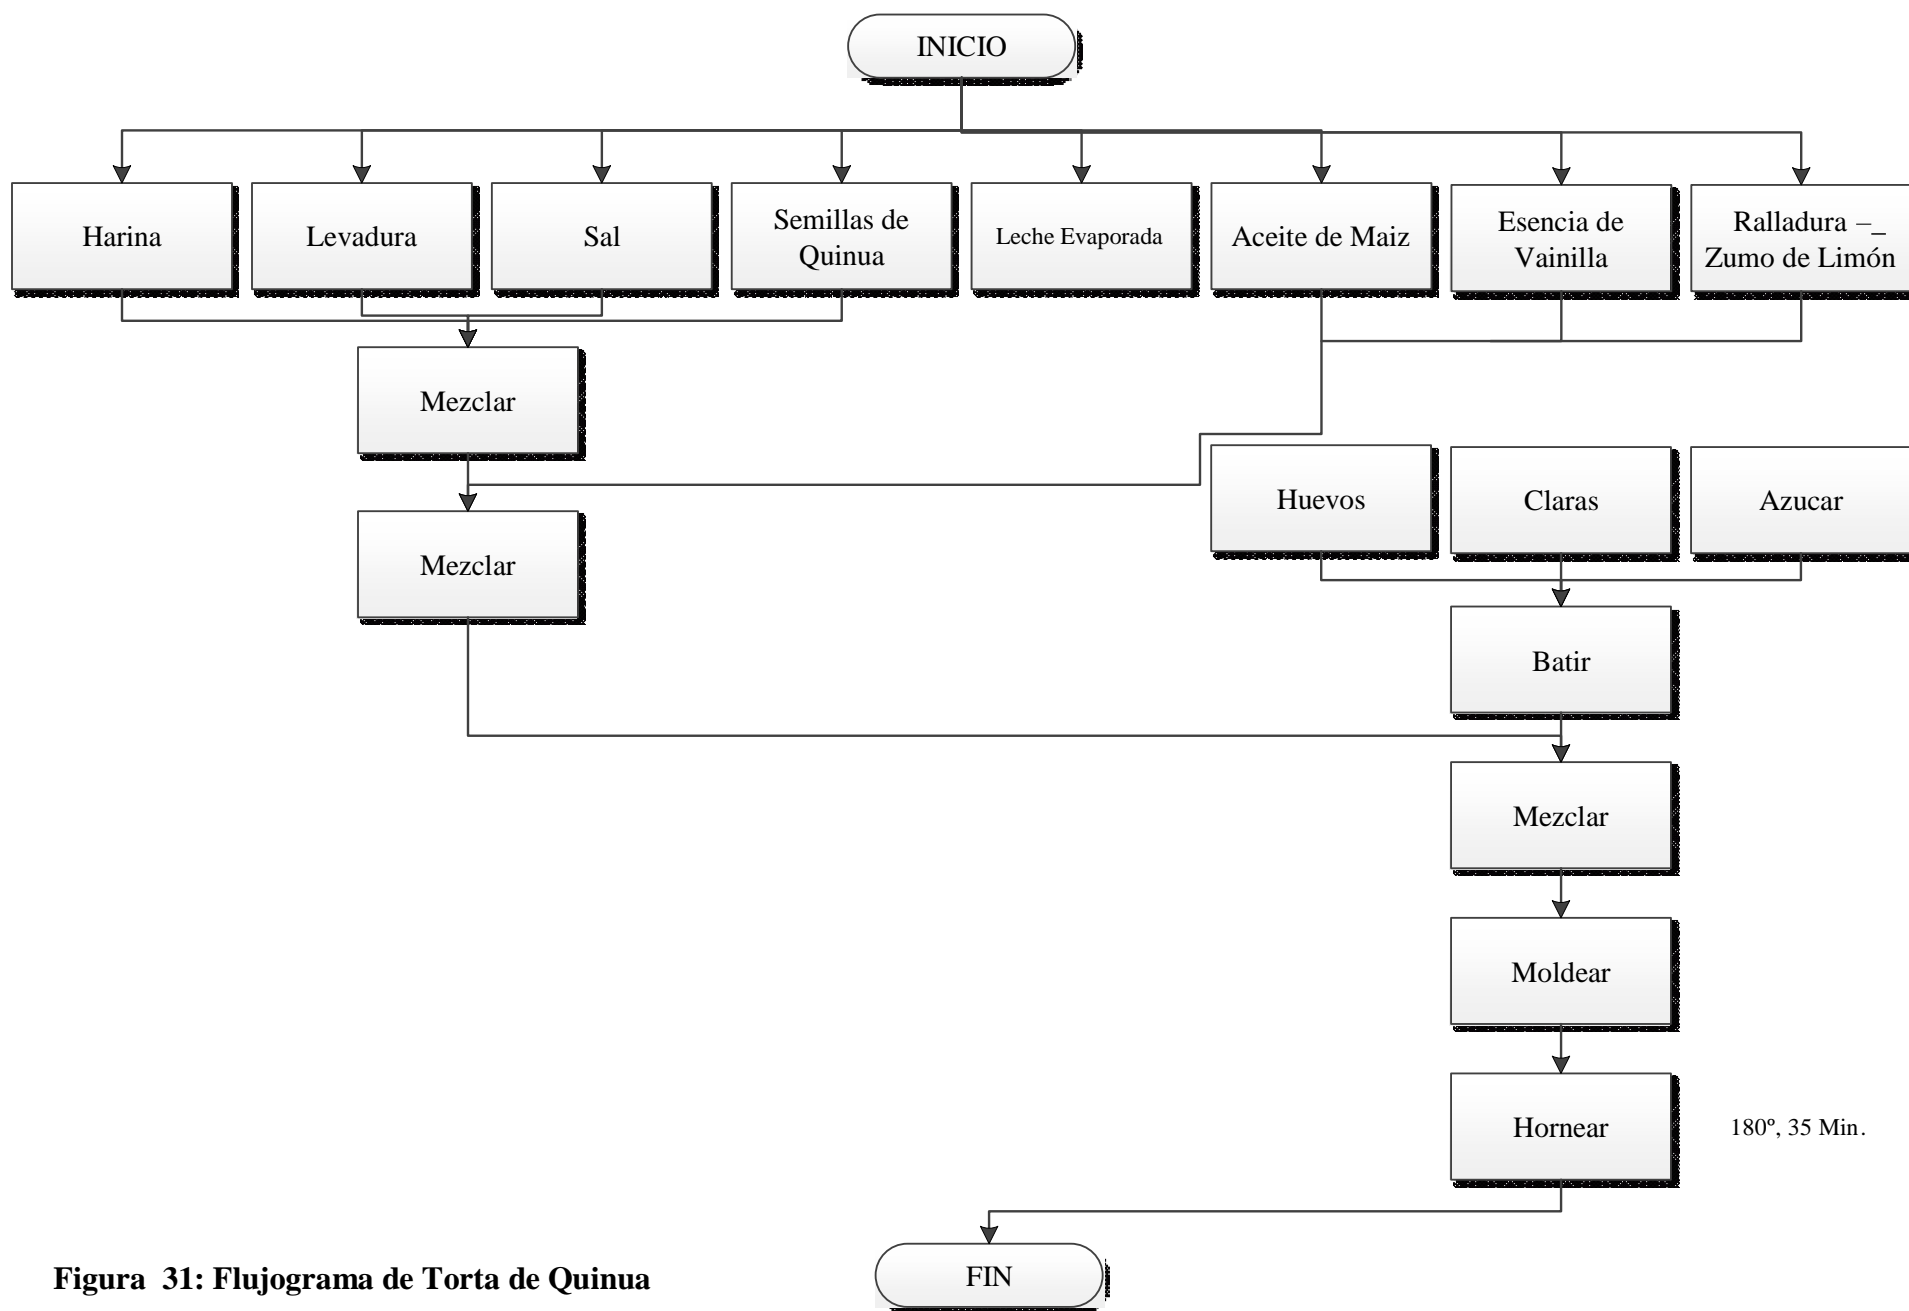 INICIO
Harina
Levadura
Sal
Semillas de
Quinua
Leche Evaporada
Aceite de Maiz
Esencia de
Vainilla
Ralladura –_
Zumo de Limón
Mezclar
Huevos
Claras
Azucar
Mezclar
Batir
Mezclar
Moldear
Hornear
180º, 35 Min.
FIN
Figura 31: Flujograma de Torta de Quinua